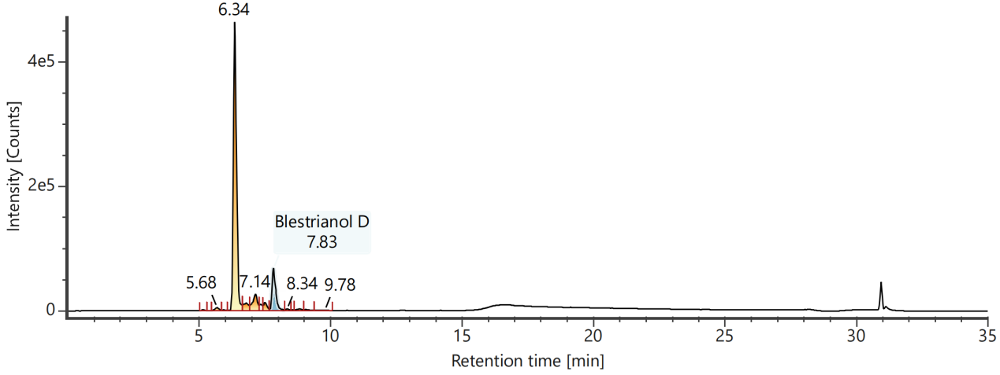 6.34
4e5
2e5
0
Intensity [Counts]
Blestrianol D
7.83
5.68 7.14 8.34 9.78
5 10 15 20 25 30 35
Retention time [min]